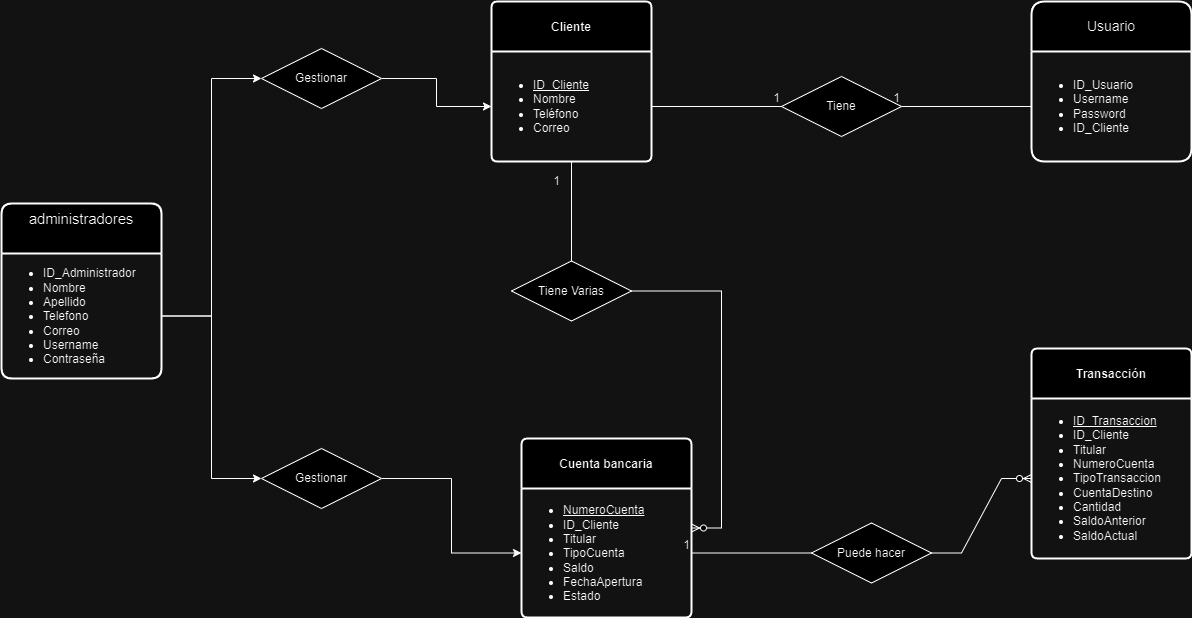 Cliente
ID_Cliente
Nombre
Teléfono
Correo
Usuario
ID_Usuario
Username
Password
ID_Cliente
Gestionar
1
Tiene
1
1
administradores
ID_Administrador
Nombre
Apellido
Telefono
Correo
Username
Contraseña
Tiene Varias
Gestionar
Cuenta bancaria
NumeroCuenta
ID_Cliente
Titular
TipoCuenta
Saldo
FechaApertura
Estado
1
Puede hacer
Transacción
ID_Transaccion
ID_Cliente
Titular
NumeroCuenta
TipoTransaccion
CuentaDestino
Cantidad
SaldoAnterior
SaldoActual